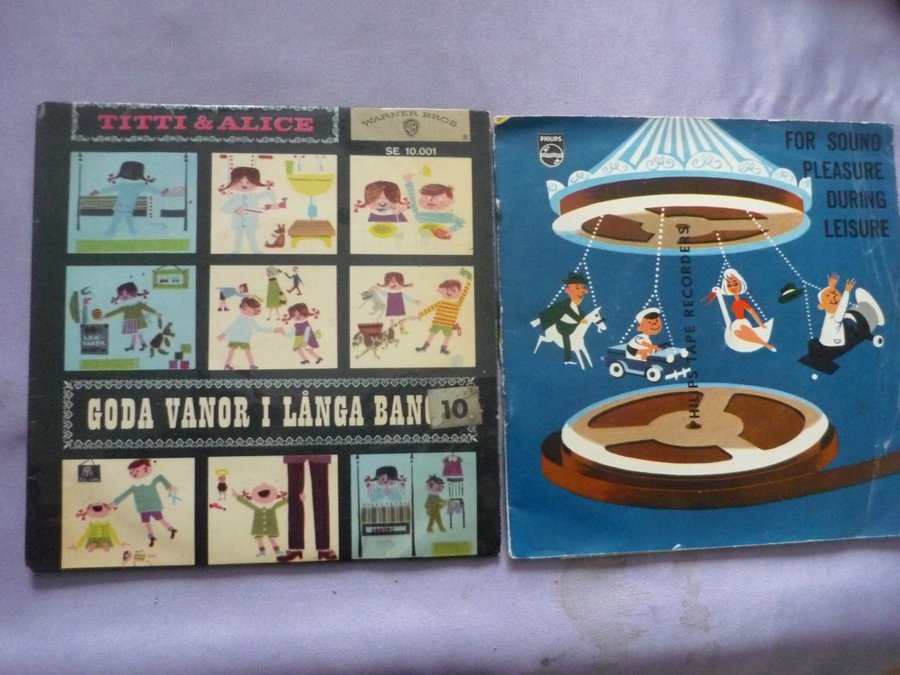 TITTI & ALICE
WARNER BROS
WB
®
SE 10.001
GODA VANOR I LÅNGA BAN
10
PHILIPS
FOR SOUND
PLEASURE
DURING
LEISURE
PHILIPS TAPE RECORDERS